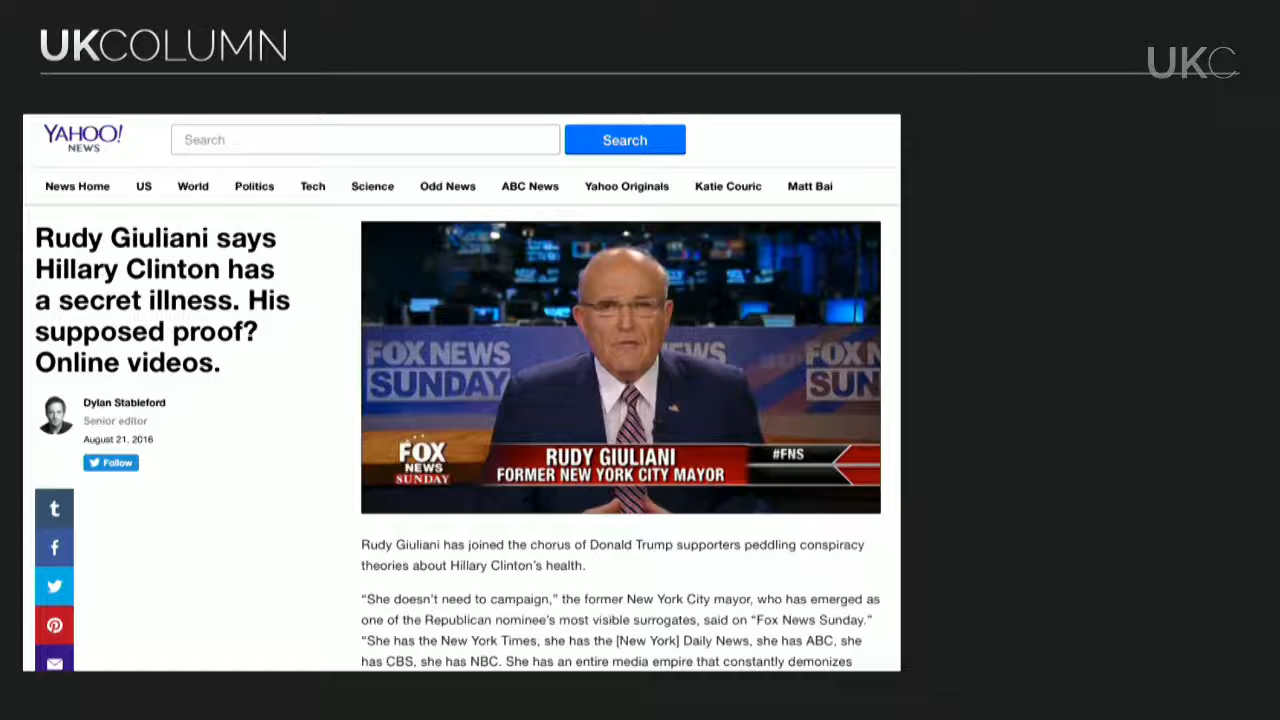 UKCOLUMN
UKC
YAHOO!
NEWS
Search
Search
News Home US World Politics Tech Science Odd News ABC News Yahoo Originals Katie Couric Matt Bai
Rudy Giuliani says
Hillary Clinton has
a secret illness. His
supposed proof?
Online videos.
Dylan Stableford
Senior editor
August 21, 2016
Follow
FOX NEWS
SUNDAY
NEWS
FOX N
SUN
FOX
NEWS
SUNDAY
RUDY GIULIANI
FORMER NEW YORK CITY MAYOR
#FNS
t
f
Rudy Giuliani has joined the chorus of Donald Trump supporters peddling conspiracy
theories about Hillary Clinton's health.
“She doesn't need to campaign,” the former New York City mayor, who has emerged as
one of the Republican nominee's most visible surrogates, said on “Fox News Sunday.”
“She has the New York Times, she has the [New York] Daily News, she has ABC, she
has CBS, she has NBC. She has an entire media empire that constantly demonizes